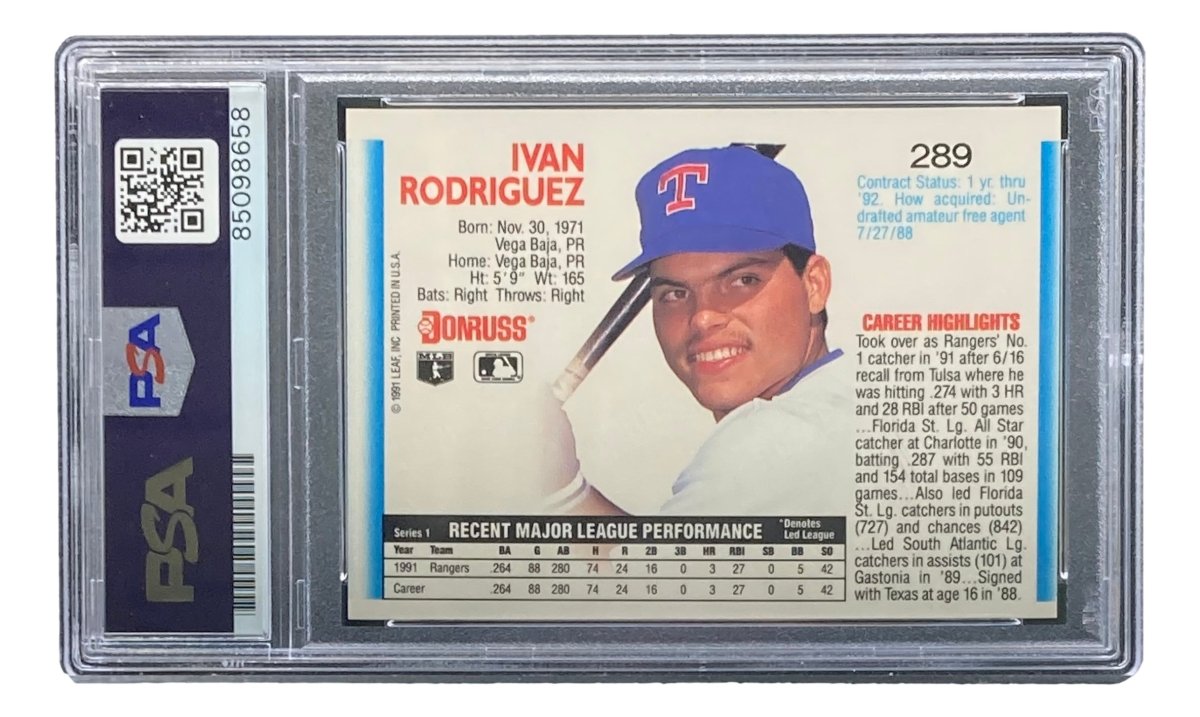 85098658
PSA
PSA
PSA
IVAN
RODRIGUEZ
Born: Nov. 30, 1971
Vega Baja, PR
Home: Vega Baja, PR
Ht: 5'9" Wt: 165
Bats: Right Throws: Right
DONRUSS®
MLB
© 1991 LEAF, INC. PRINTED IN U.S.A.
T
289
Contract Status: 1 yr. thru
'92. How acquired: Un-
drafted amateur free agent
7/27/88
CAREER HIGHLIGHTS
Took over as Rangers' No.
1 catcher in '91 after 6/16
recall from Tulsa where he
was hitting .274 with 3 HR
and 28 RBI after 50 games
...Florida St. Lg. All Star
catcher at Charlotte in '90,
batting .287 with 55 RBI
and 154 total bases in 109
games...Also led Florida
St. Lg. catchers in putouts
(727) and chances (842)
...Led South Atlantic Lg.
catchers in assists (101) at
Gastonia in '89...Signed
with Texas at age 16 in '88.
Series 1 RECENT MAJOR LEAGUE PERFORMANCE *Denotes
Led League
Year Team BA G AB H R 2B 3B HR RBI SB BB SO
1991 Rangers .264 88 280 74 24 16 0 3 27 0 5 42
Career .264 88 280 74 24 16 0 3 27 0 5 42